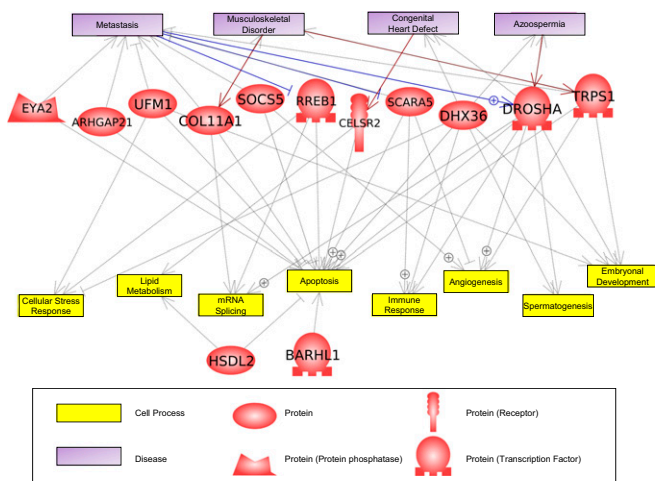 Metastasis
Musculoskeletal
Disorder
Congenital
Heart Defect
Azoospermia
EYA2
ARHGAP21
UFM1
COL11A1
SOCS5
RREB1
CELSR2
SCARA5
DHX36
DROSHA
TRPS1
Cellular Stress
Response
Lipid
Metabolism
mRNA
Splicing
Apoptosis
Immune
Response
Angiogenesis
Spermatogenesis
Embryonal
Development
HSDL2
BARHL1
Cell Process
Protein
Protein (Receptor)
Disease
Protein (Protein phosphatase)
Protein (Transcription Factor)